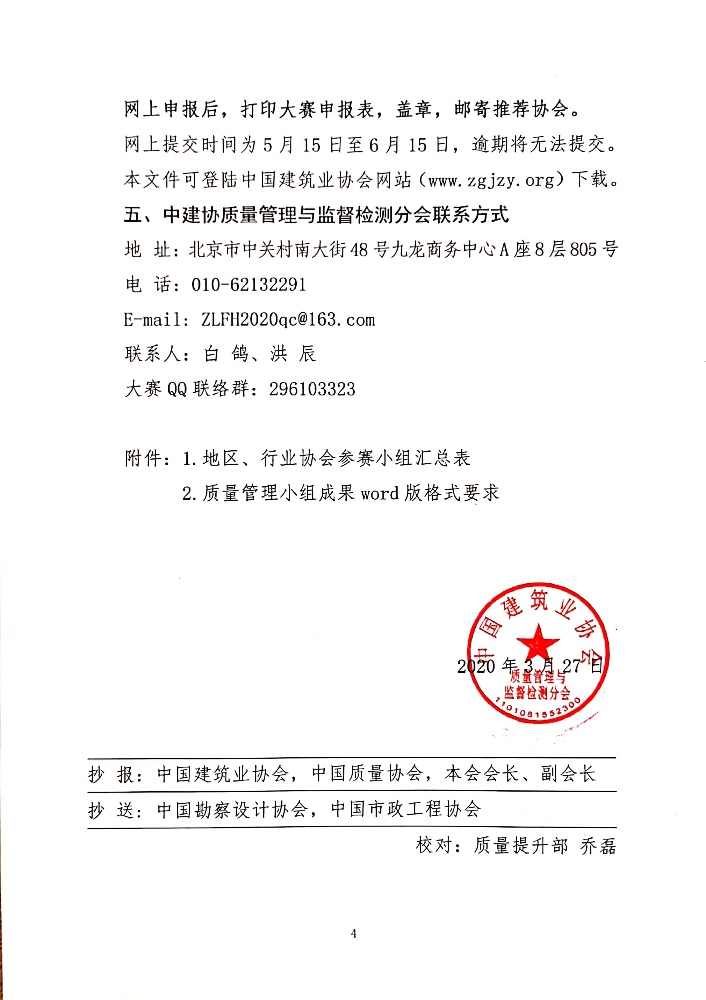 网上申报后，打印大赛申报表，盖章，邮寄推荐协会。
网上提交时间为 5 月 15 日至 6 月 15 日，逾期将无法提交。
本文件可登陆中国建筑业协会网站（www.zgjzy.org）下载。
五、中建协质量管理与监督检测分会联系方式
地 址：北京市中关村南大街 48 号九龙商务中心 A 座 8 层 805 号
电 话：010-62132291
E-mail：ZLFH2020qc@163.com
联系人：白 鸽、洪 辰
大赛 QQ 联络群：296103323
附件：1.地区、行业协会参赛小组汇总表
2.质量管理小组成果 word 版格式要求
中国建筑业协会
2020 年 3 月 27 日
质量管理与
监督检测分会
1101081552300
抄 报：中国建筑业协会，中国质量协会，本会会长、副会长
抄 送：中国勘察设计协会，中国市政工程协会
校对：质量提升部 乔磊
4